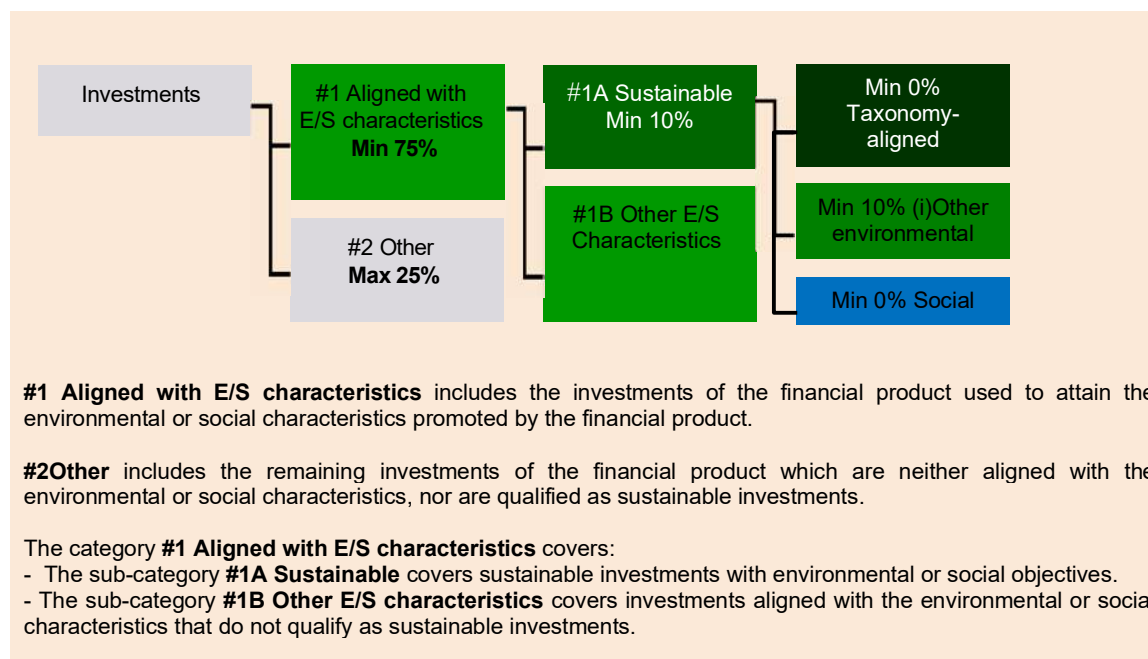 Investments
#1 Aligned with
E/S characteristics
Min 75%
#2 Other
Max 25%
#1A Sustainable
Min 10%
#1B Other E/S
Characteristics
Min 0%
Taxonomy-
aligned
Min 10% (i)Other
environmental
Min 0% Social
#1 Aligned with E/S characteristics includes the investments of the financial product used to attain the
environmental or social characteristics promoted by the financial product.
#2Other includes the remaining investments of the financial product which are neither aligned with the
environmental or social characteristics, nor are qualified as sustainable investments.
The category #1 Aligned with E/S characteristics covers:
- The sub-category #1A Sustainable covers sustainable investments with environmental or social objectives.
- The sub-category #1B Other E/S characteristics covers investments aligned with the environmental or social
characteristics that do not qualify as sustainable investments.